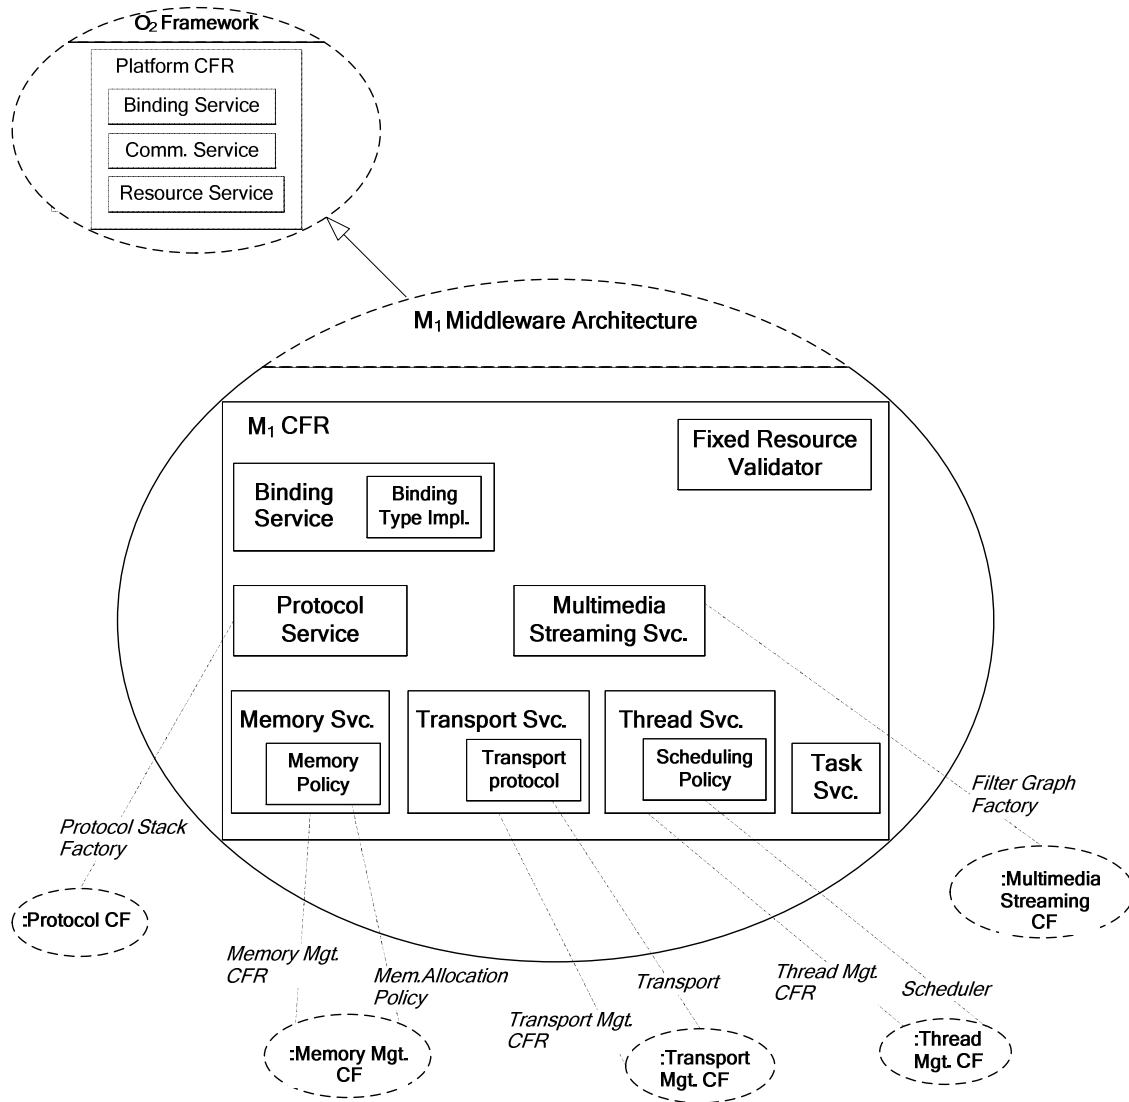 O₂ Framework
Platform CFR
Binding Service
Comm. Service
Resource Service
M₁ Middleware Architecture
M₁ CFR
Fixed Resource
Validator
Binding
Service
Binding
Type Impl.
Protocol
Service
Multimedia
Streaming Svc.
Memory Svc.
Memory
Policy
Transport Svc.
Transport
protocol
Thread Svc.
Scheduling
Policy
Task
Svc.
Protocol Stack
Factory
Filter Graph
Factory
:Protocol CF
:Multimedia
Streaming
CF
Memory Mgt.
CFR
Mem.Allocation
Policy
Transport Mgt.
CFR
Transport
Thread Mgt.
CFR
Scheduler
:Memory Mgt.
CF
:Transport
Mgt. CF
:Thread
Mgt. CF